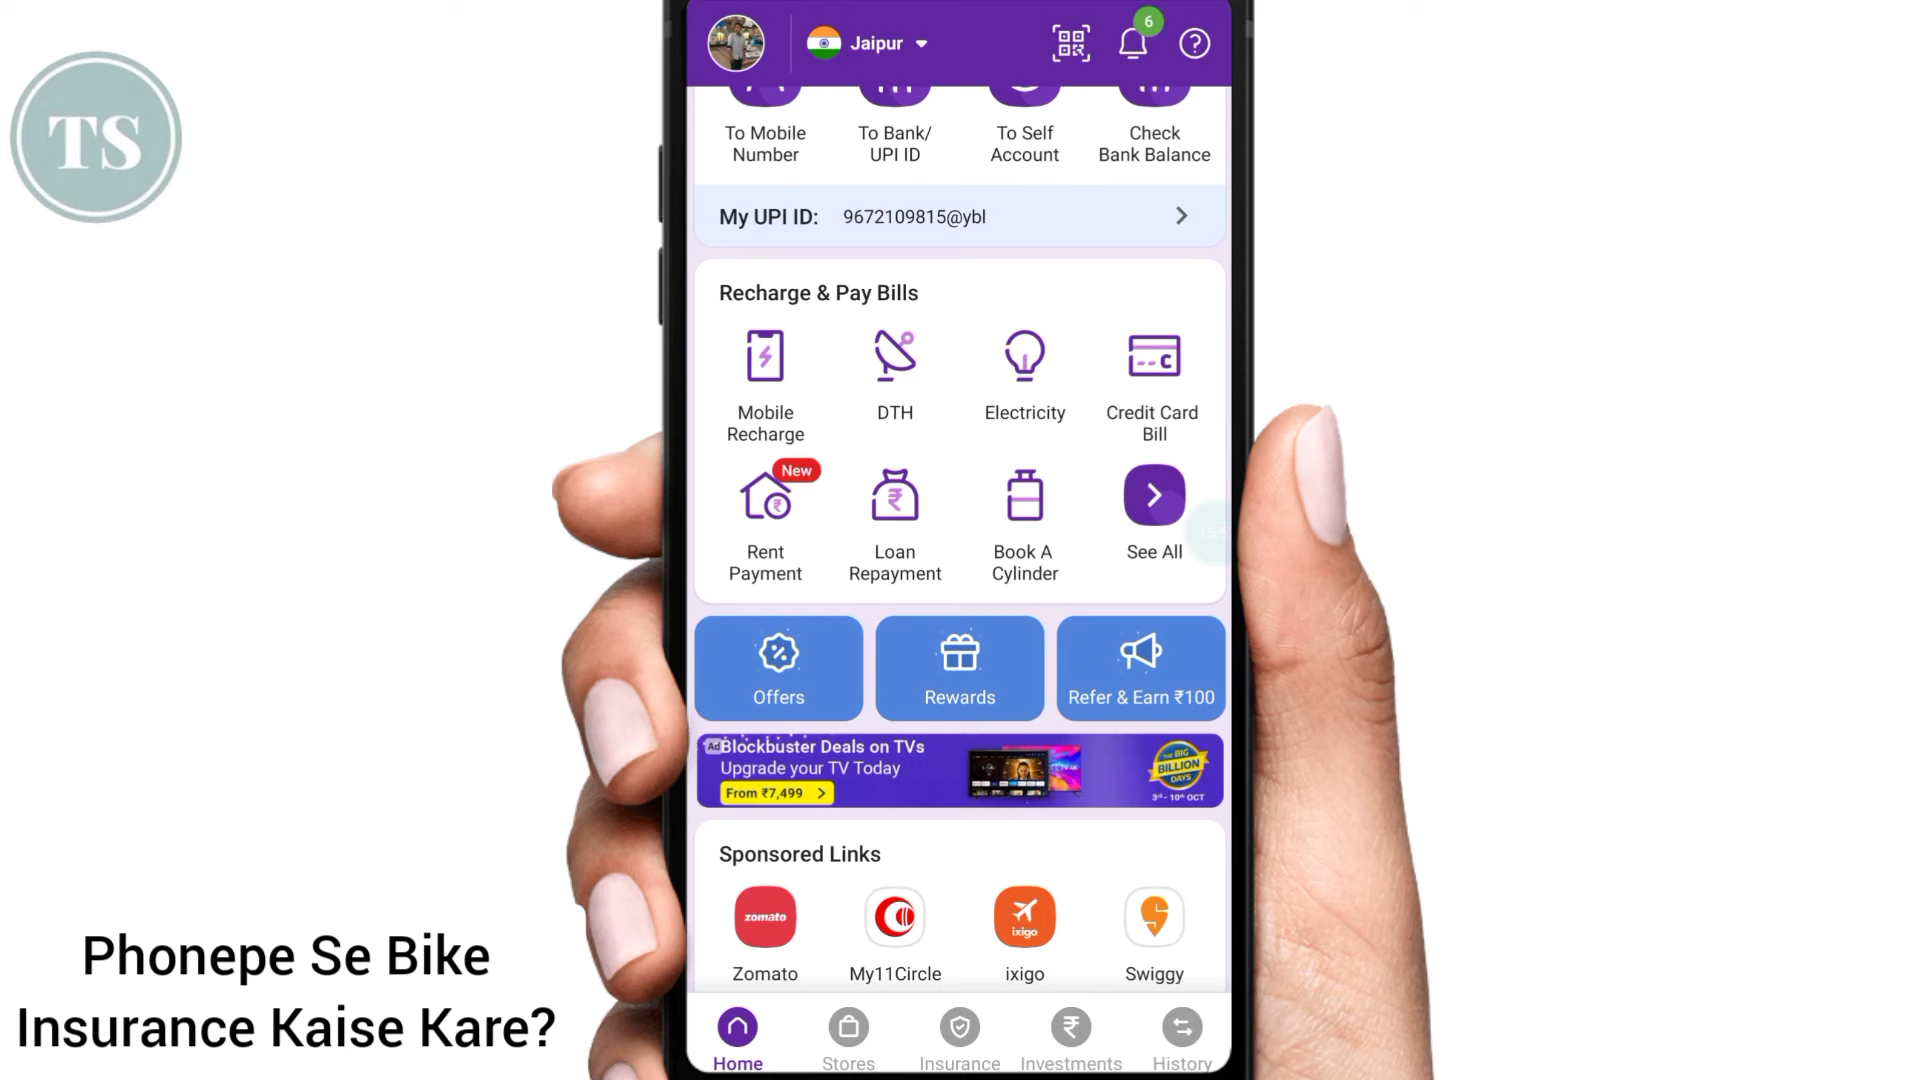 TS
Jaipur
6
To Mobile
Number
To Bank/
UPI ID
To Self
Account
Check
Bank Balance
My UPI ID: 9672109815@ybl
Recharge & Pay Bills
Mobile
Recharge
DTH
Electricity
Credit Card
Bill
New
Rent
Payment
Loan
Repayment
Book A
Cylinder
See All
Offers
Rewards
Refer & Earn ₹100
Ad
Blockbuster Deals on TVs
Upgrade your TV Today
From ₹7,499
THE BIG
BILLION
DAYS
3rd - 10th OCT
Sponsored Links
zomato
Zomato
My11Circle
ixigo
ixigo
Swiggy
Home
Stores
Insurance
Investments
History
Phonepe Se Bike
Insurance Kaise Kare?